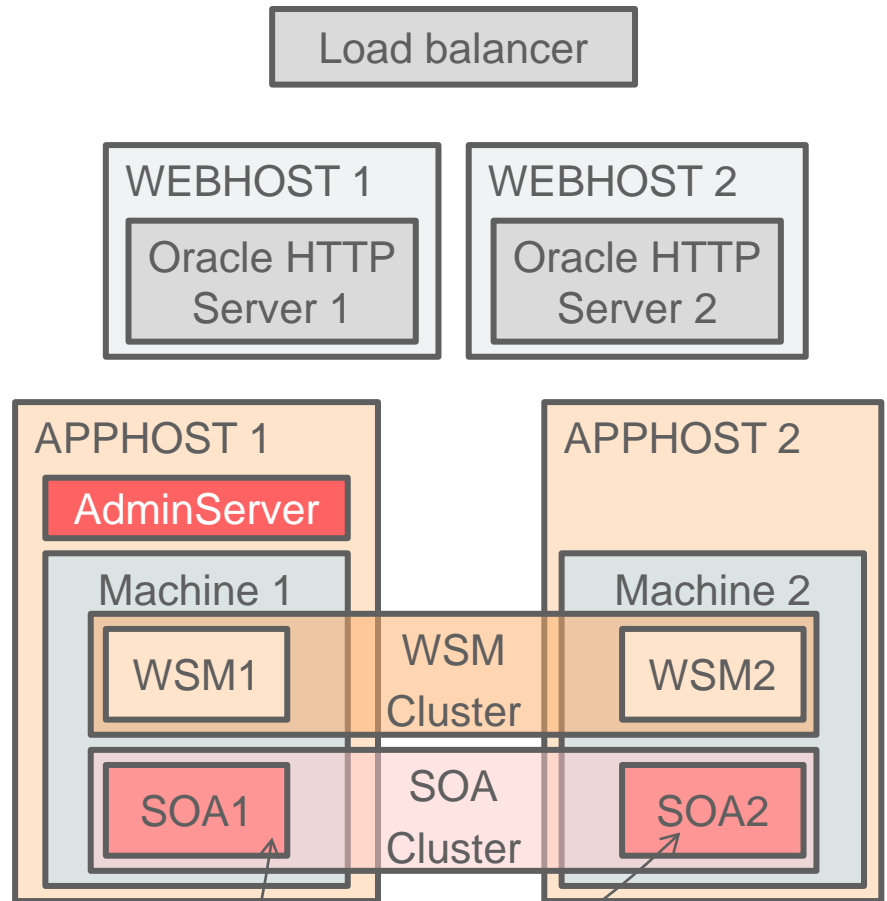 Load balancer
WEBHOST 1
Oracle HTTP
Server 1
WEBHOST 2
Oracle HTTP
Server 2
APPHOST 1
AdminServer
APPHOST 2
Machine 1
Machine 2
WSM1
WSM
Cluster
WSM2
SOA1
SOA
Cluster
SOA2